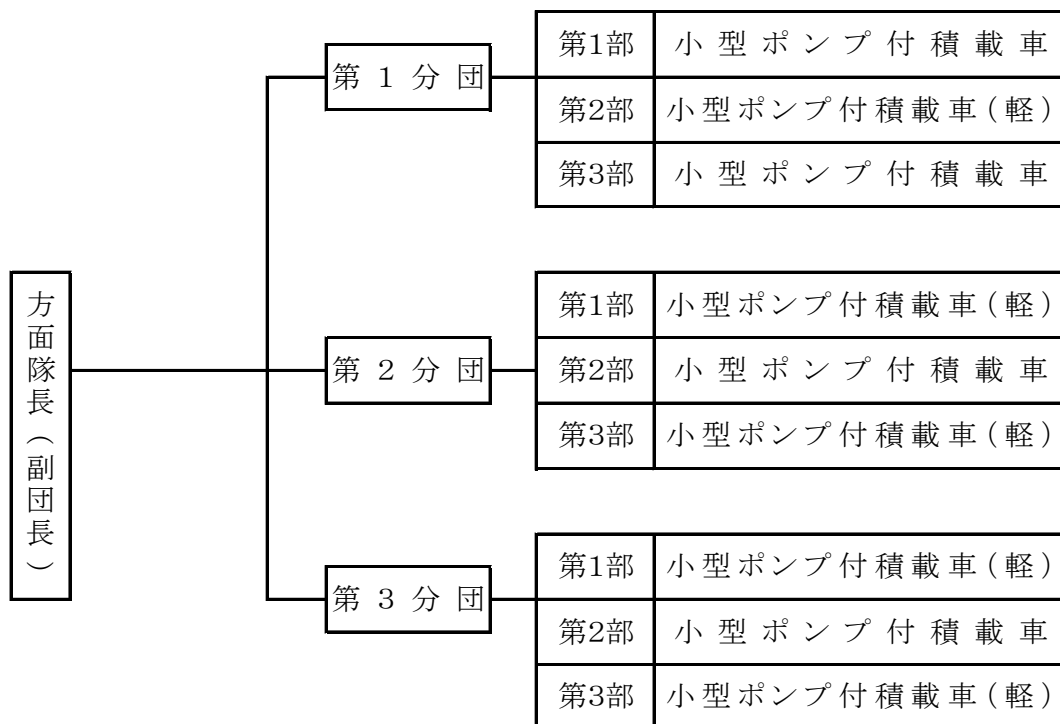 方面隊長(副団長)
第1分団
第1部 小型ポンプ付積載車
第2部 小型ポンプ付積載車(軽)
第3部 小型ポンプ付積載車
第2分団
第1部 小型ポンプ付積載車(軽)
第2部 小型ポンプ付積載車
第3部 小型ポンプ付積載車(軽)
第3分団
第1部 小型ポンプ付積載車(軽)
第2部 小型ポンプ付積載車
第3部 小型ポンプ付積載車(軽)